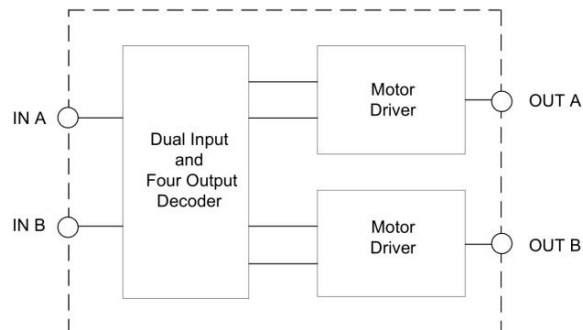 IN A
IN B
Dual Input
and
Four Output
Decoder
Motor
Driver
OUT A
Motor
Driver
OUT B